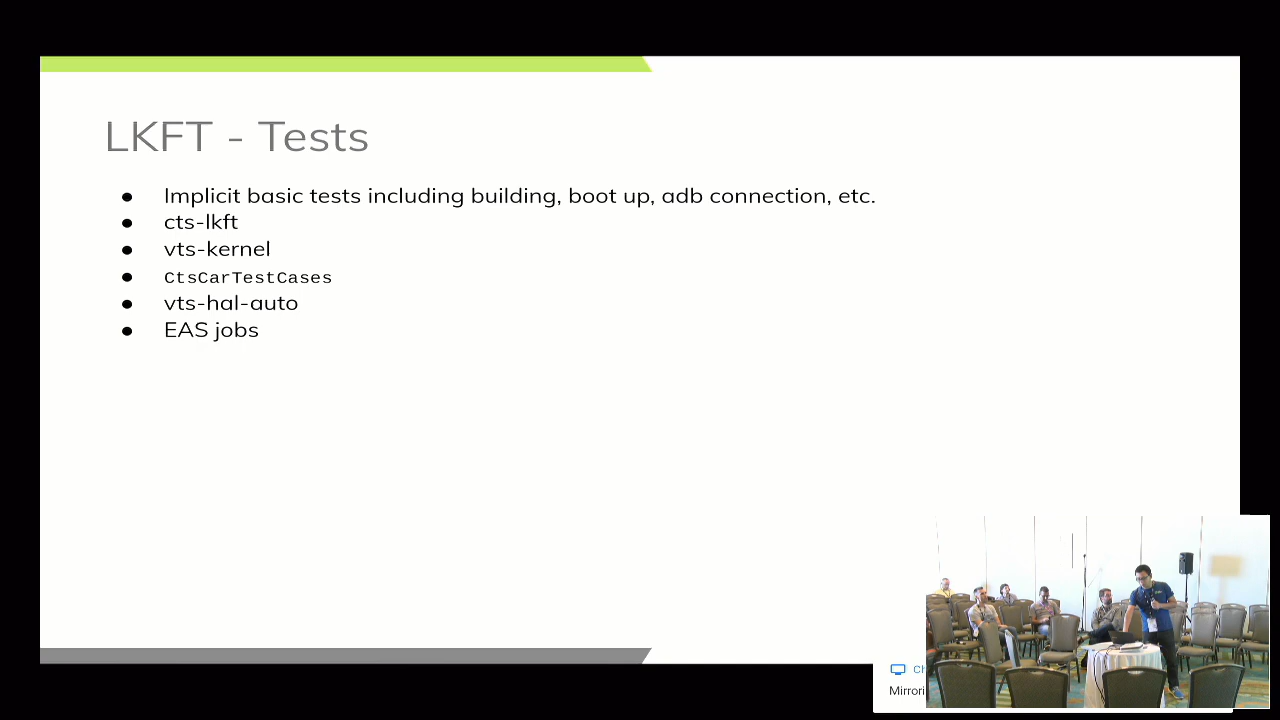 LKFT - Tests
● Implicit basic tests including building, boot up, adb connection, etc.
● cts-lkft
● vts-kernel
● CtsCarTestCases
● vts-hal-auto
● EAS jobs